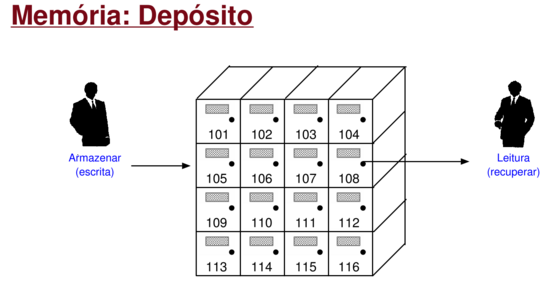 Memória: Depósito
101 102 103 104
Armazenar
(escrita)
105 106 107 108
Leitura
(recuperar)
109 110 111 112
113 114 115 116